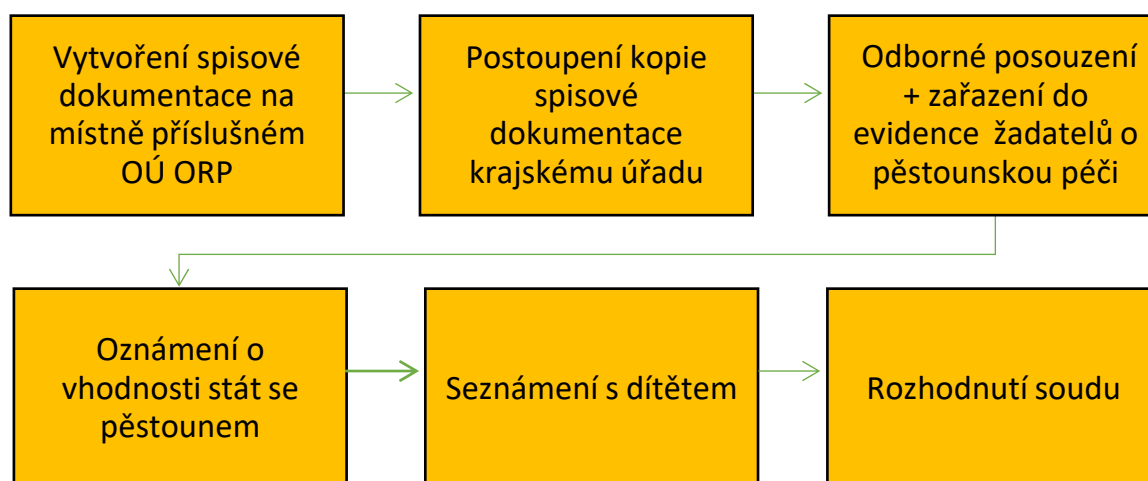 Vytvoření spisové
dokumentace na
místně příslušném
OÚ ORP
Postoupení kopie
spisové
dokumentace
krajskému úřadu
Odborné posouzení
+ zařazení do
evidence žadatelů o
pěstounskou péči
Oznámení o
vhodnosti stát se
pěstounem
Seznámení s dítětem
Rozhodnutí soudu